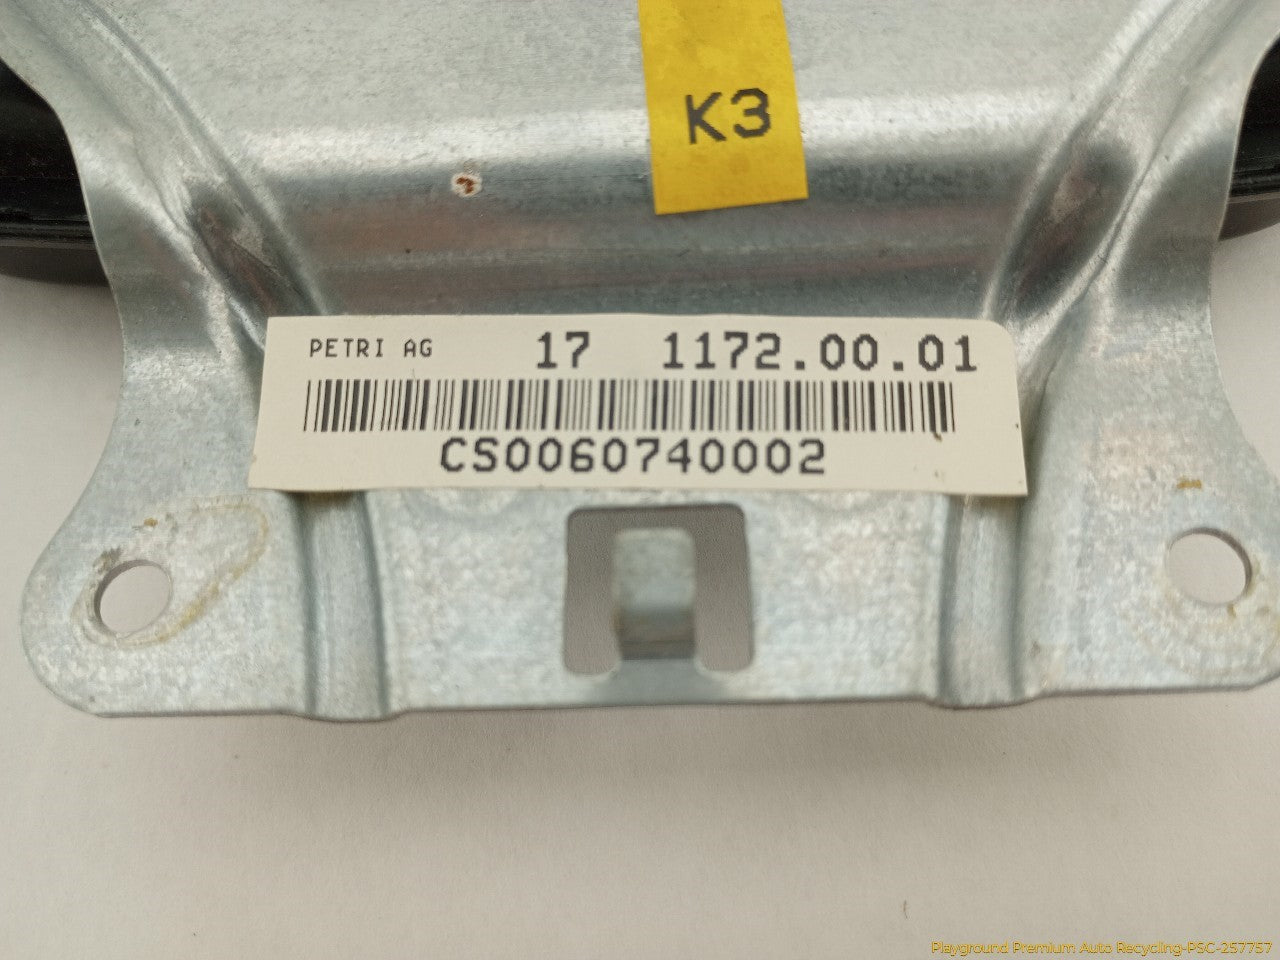 K3
PETRI AG 17 1172.00.01
CS0060740002
Playground Premium Auto Recycling-PSC-257757